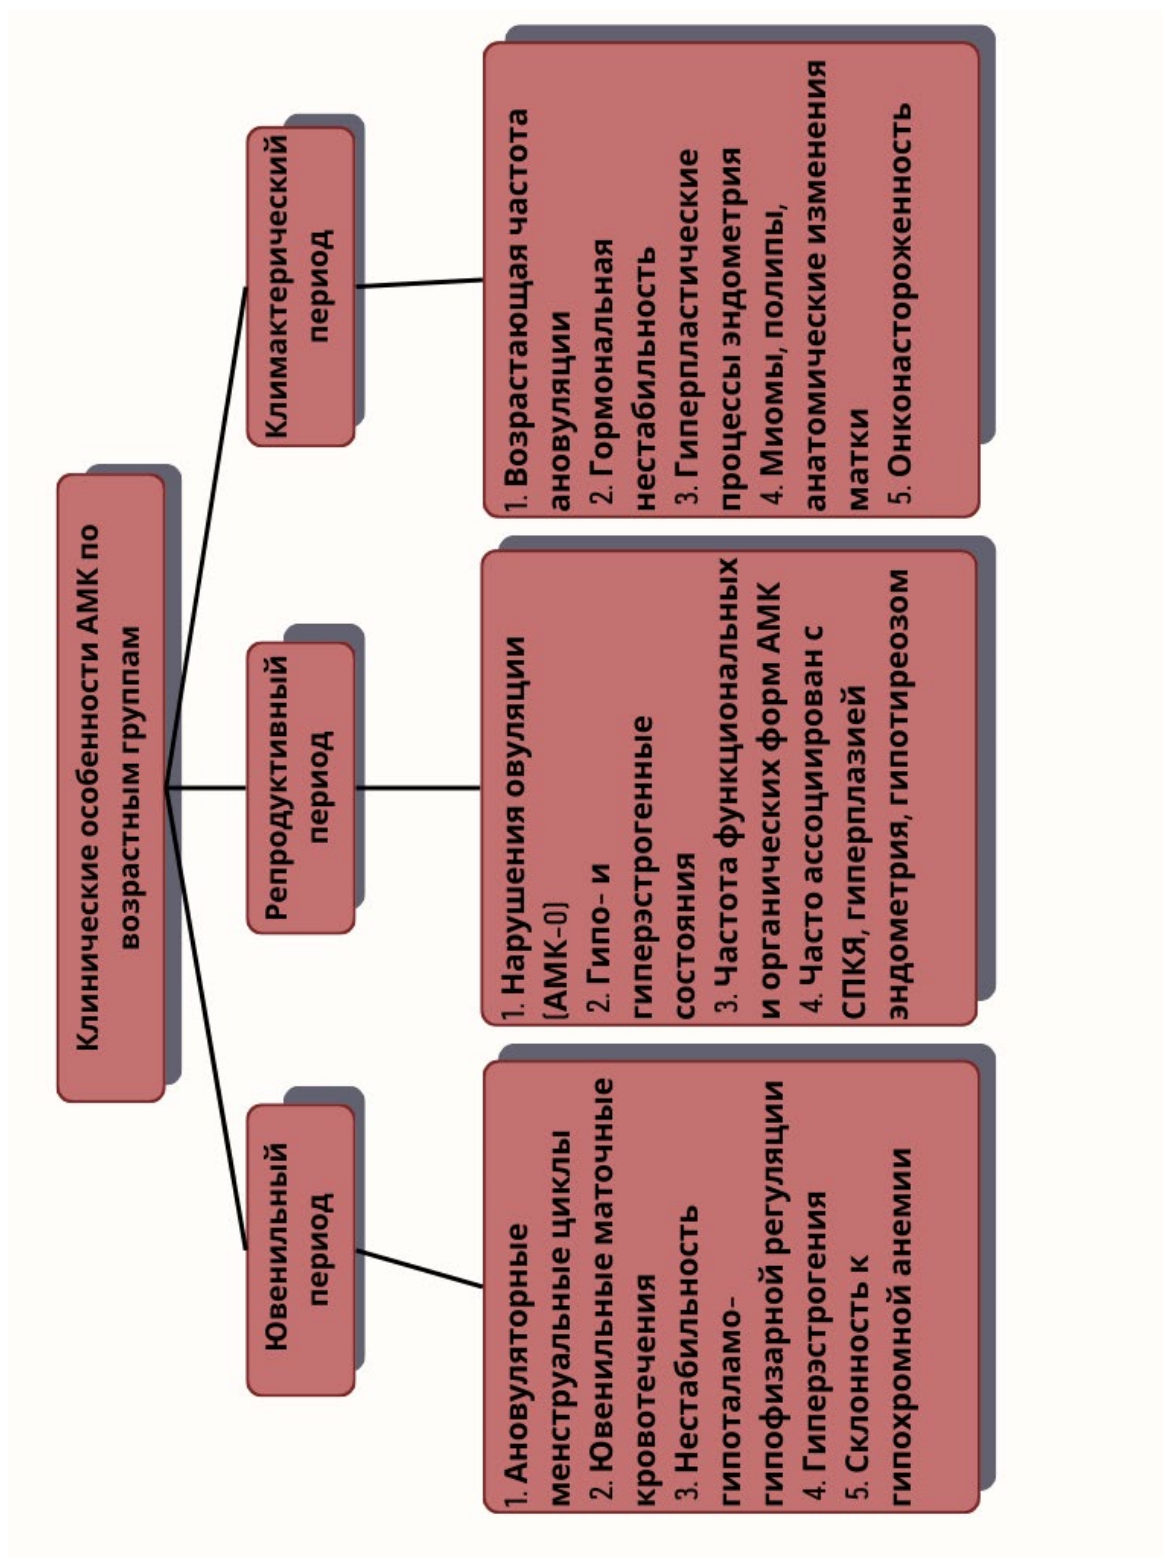 Клинические особенности АМК по
возрастным группам
Ювенильный
период
Репродуктивный
период
Климактерический
период
1. Ановуляторные
менструальные циклы
2. Ювенильные маточные
кровотечения
3. Нестабильность
гипоталамо-
гипофизарной регуляции
4. Гиперэстрогения
5. Склонность к
гипохромной анемии
1. Нарушения овуляции
(АМК-0)
2. Гипо- и
гиперэстрогенные
состояния
3. Частота функциональных
и органических форм АМК
4. Часто ассоциирован с
СПКЯ, гиперплазией
эндометрия, гипотиреозом
1. Возрастающая частота
ановуляции
2. Гормональная
нестабильность
3. Гиперпластические
процессы эндометрия
4. Миомы, полипы,
анатомические изменения
матки
5. Онконастороженность